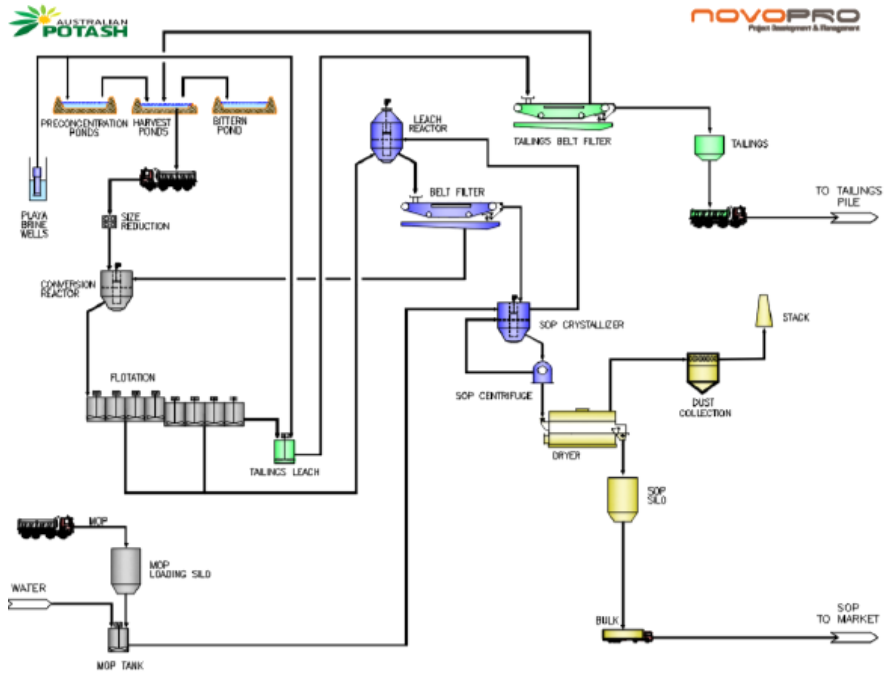 AUSTRALIAN
POTASH
NOVOPRO
Project Development & Management
PRECONCENTRATION
PONDS
HARVEST
PONDS
BITTERN
POND
LEACH
REACTOR
TAILINGS BELT FILTER
TAILINGS
BELT FILTER
TO TAILINGS
PILE
PLAYA
BRINE
WELLS
SIZE
REDUCTION
CONVERSION
REACTOR
SOP CRYSTALLIZER
STACK
FLOTATION
SOP CENTRIFUGE
DUST
COLLECTION
DRYER
TAILINGS LEACH
SOP
SILO
MOP
MOP
LOADING SILO
WATER
BULK
SOP
TO MARKET
MOP TANK